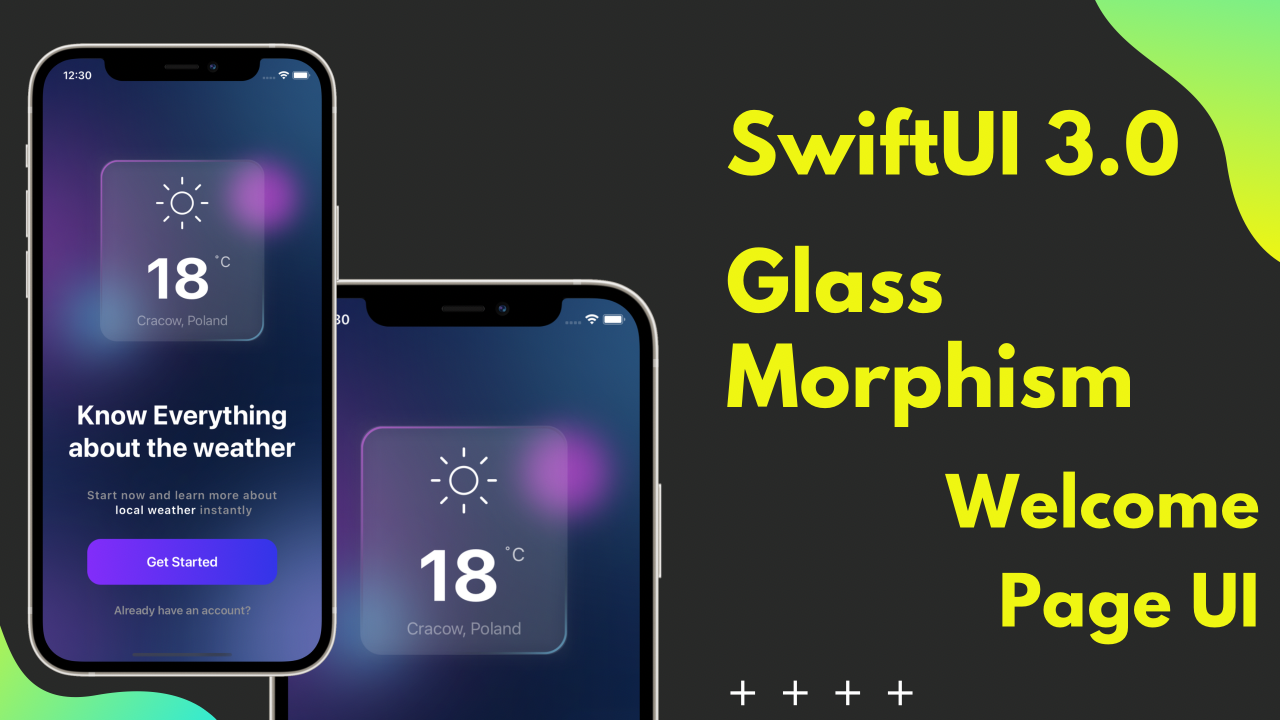 12:30
18 °C
Cracow, Poland
Know Everything
about the weather
Start now and learn more about
local weather instantly
Get Started
Already have an account?
30
18 °C
Cracow, Poland
SwiftUI 3.0
Glass
Morphism
Welcome
Page UI
+ + + +